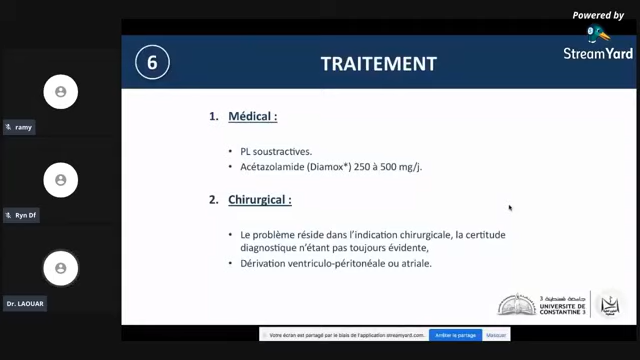 Powered by
StreamYard
6
TRAITEMENT
1. Médical :
• PL soustractives.
• Acétazolamide (Diamox*) 250 à 500 mg/j.
2. Chirurgical :
• Le problème réside dans l'indication chirurgicale, la certitude
diagnostique n'étant pas toujours évidente,
• Dérivation ventriculo-péritonéale ou atriale.
ramy
Ryn Df
Dr. LAOUAR
جامعة قسنطينة 3
UNIVERSITE DE
CONSTANTINE 3
Votre écran est partagé par le biais de l'application streamyard.com.
Arrêter le partage
Masquer